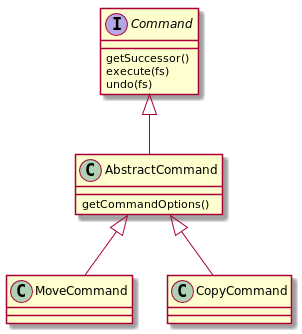 I Command
getSuccessor()
execute(fs)
undo(fs)
C AbstractCommand
getCommandOptions()
C MoveCommand
C CopyCommand